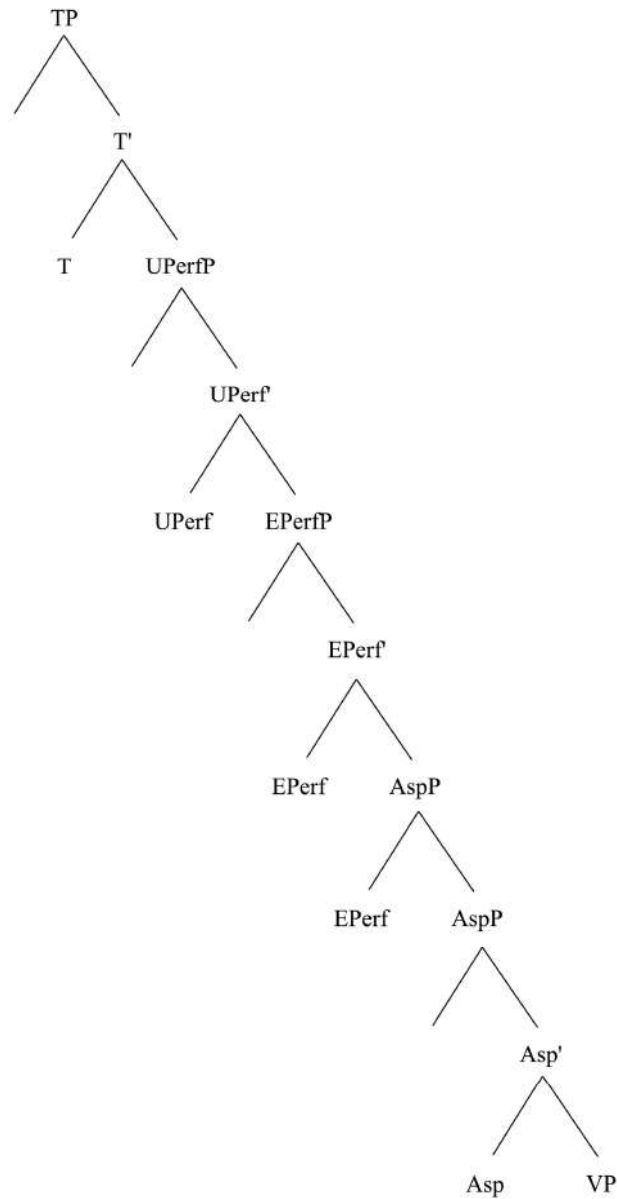 TP
T'
T UPerfP
UPerf'
UPerf EPerfP
EPerf'
EPerf AspP
EPerf AspP
Asp'
Asp VP